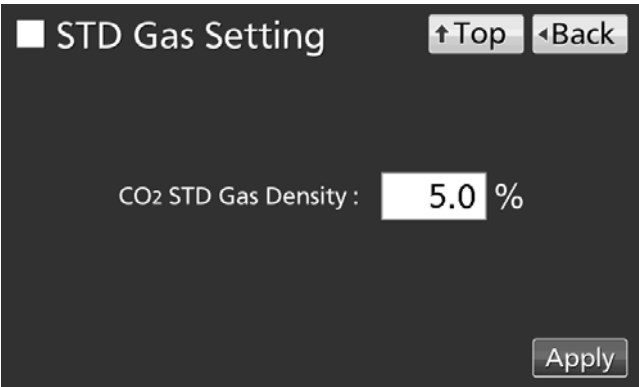 STD Gas Setting
↑Top
◂Back
CO2 STD Gas Density :
5.0 %
Apply